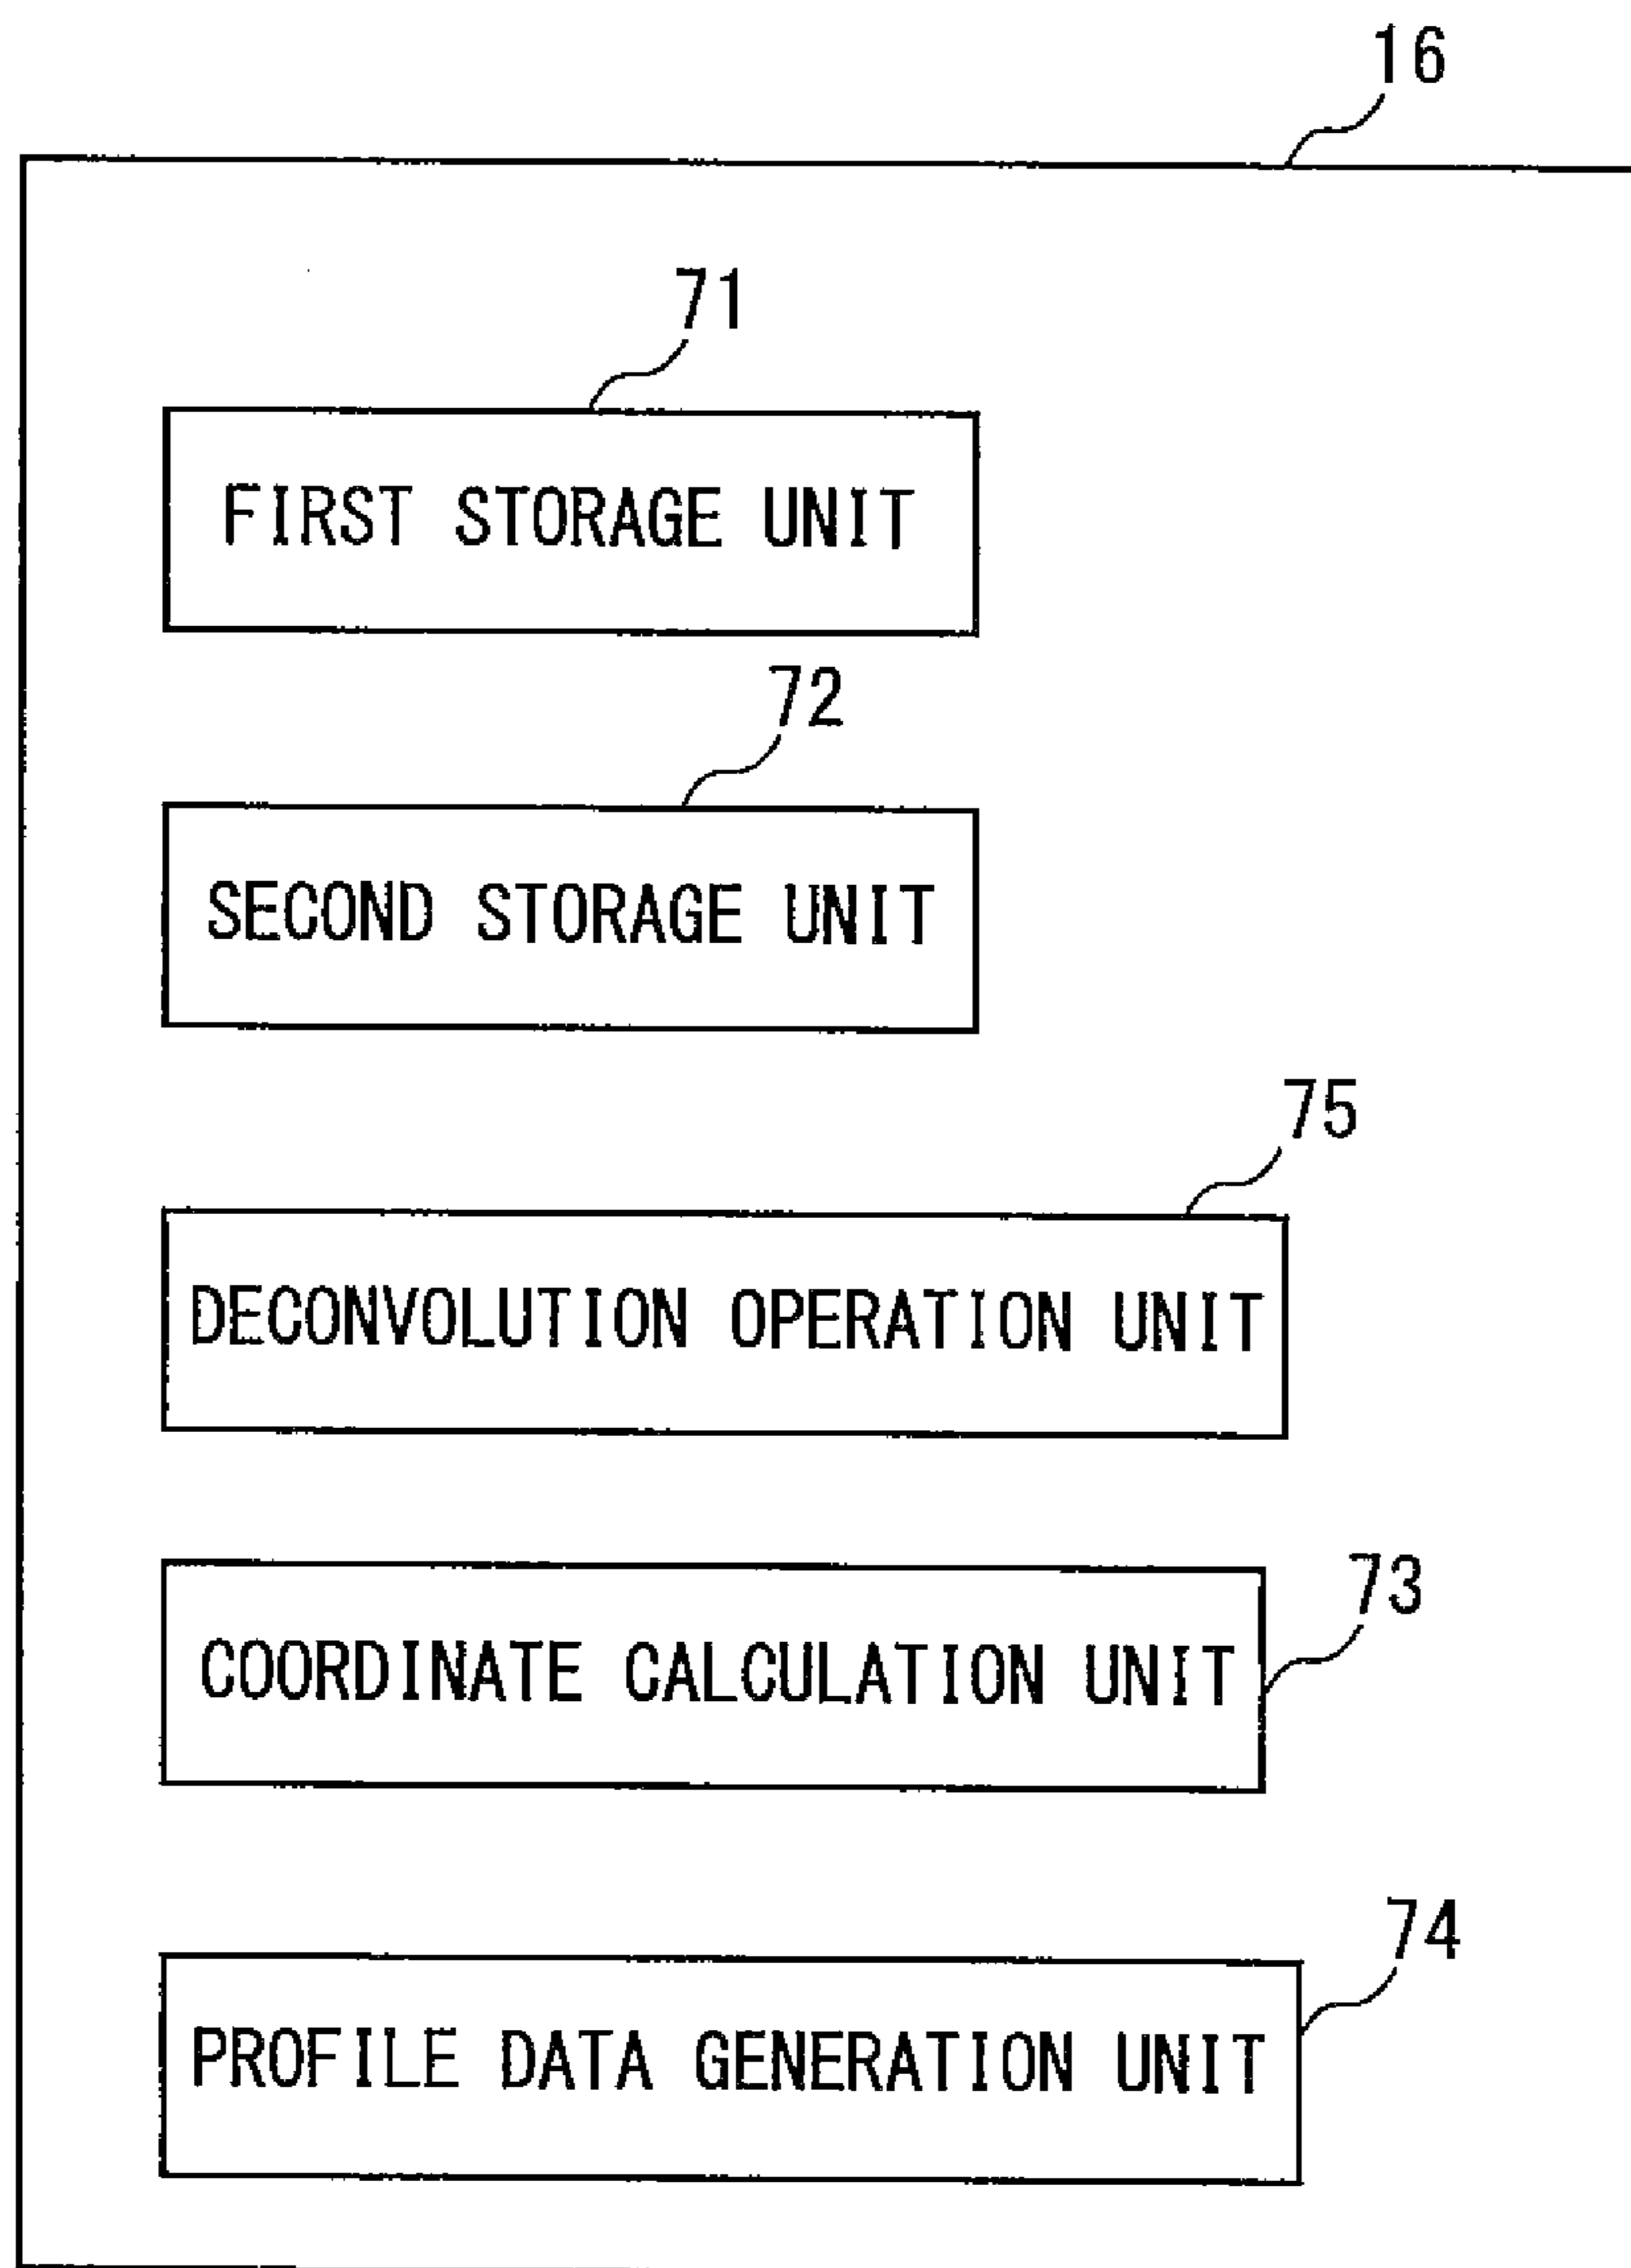 16
71
FIRST STORAGE UNIT
72
SECOND STORAGE UNIT
75
DECONVOLUTION OPERATION UNIT
73
COORDINATE CALCULATION UNIT
74
PROFILE DATA GENERATION UNIT